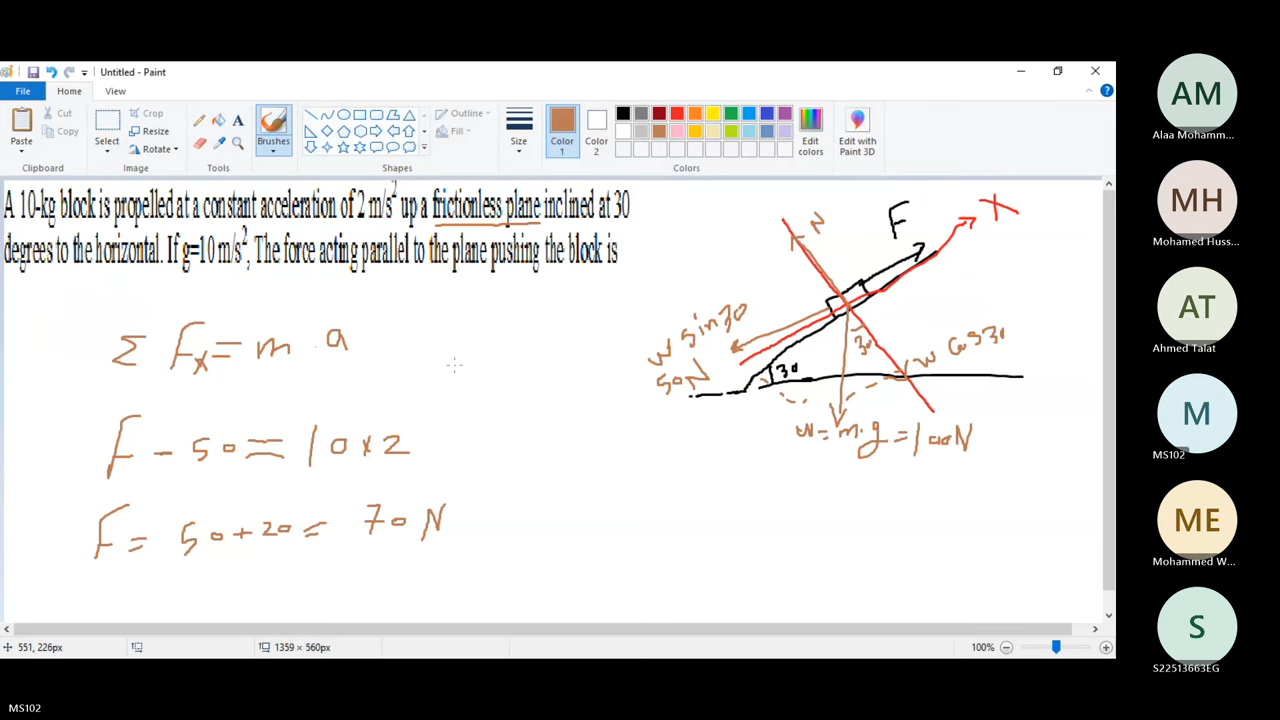 Untitled - Paint
File
Home
View
Paste
Cut
Copy
Clipboard
Select
Crop
Resize
Rotate
Image
A
Tools
Brushes
Outline
Fill
Shapes
Size
Color 1
Color 2
Edit colors
Edit with Paint 3D
Colors
A 10-kg block is propelled at a constant acceleration of 2 m/s² up a frictionless plane inclined at 30
degrees to the horizontal. If g=10 m/s², The force acting parallel to the plane pushing the block is
Σ Fx = m . a
F - 50 = 10 x 2
F = 50 + 20 = 70 N
N
F
X
W sin 30
50N
30
30
W Cos 30
W = m.g = 100N
551, 226px
1359 × 560px
100%
AM
Alaa Mohamm...
MH
Mohamed Huss...
AT
Ahmed Talat
M
MS102
ME
Mohammed W...
S
S22513663EG
MS102